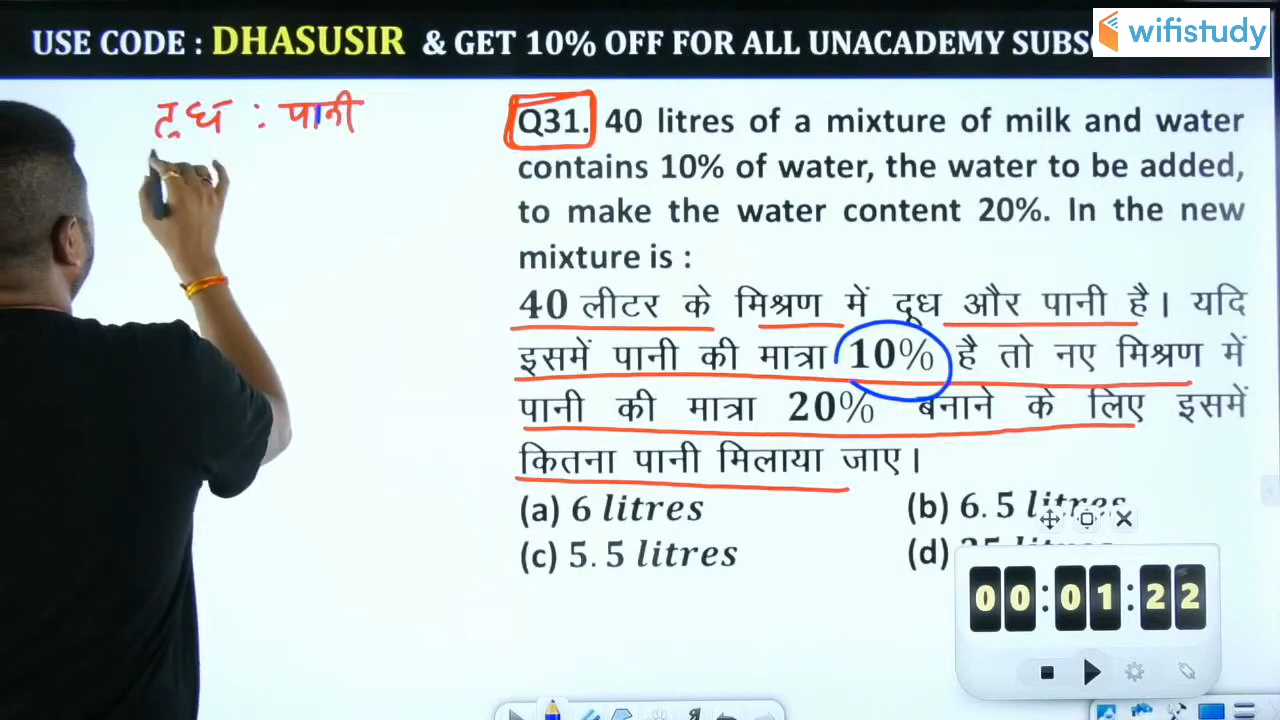 USE CODE : DHASUSIR & GET 10% OFF FOR ALL UNACADEMY SUBS
wifistudy
दूध : पानी
Q31. 40 litres of a mixture of milk and water
contains 10% of water, the water to be added,
to make the water content 20%. In the new
mixture is :
40 लीटर के मिश्रण में दूध और पानी है। यदि
इसमें पानी की मात्रा 10% है तो नए मिश्रण में
पानी की मात्रा 20% बनाने के लिए इसमें
कितना पानी मिलाया जाए।
(a) 6 litres (b) 6.5 litres
(c) 5.5 litres (d)
00:01:22